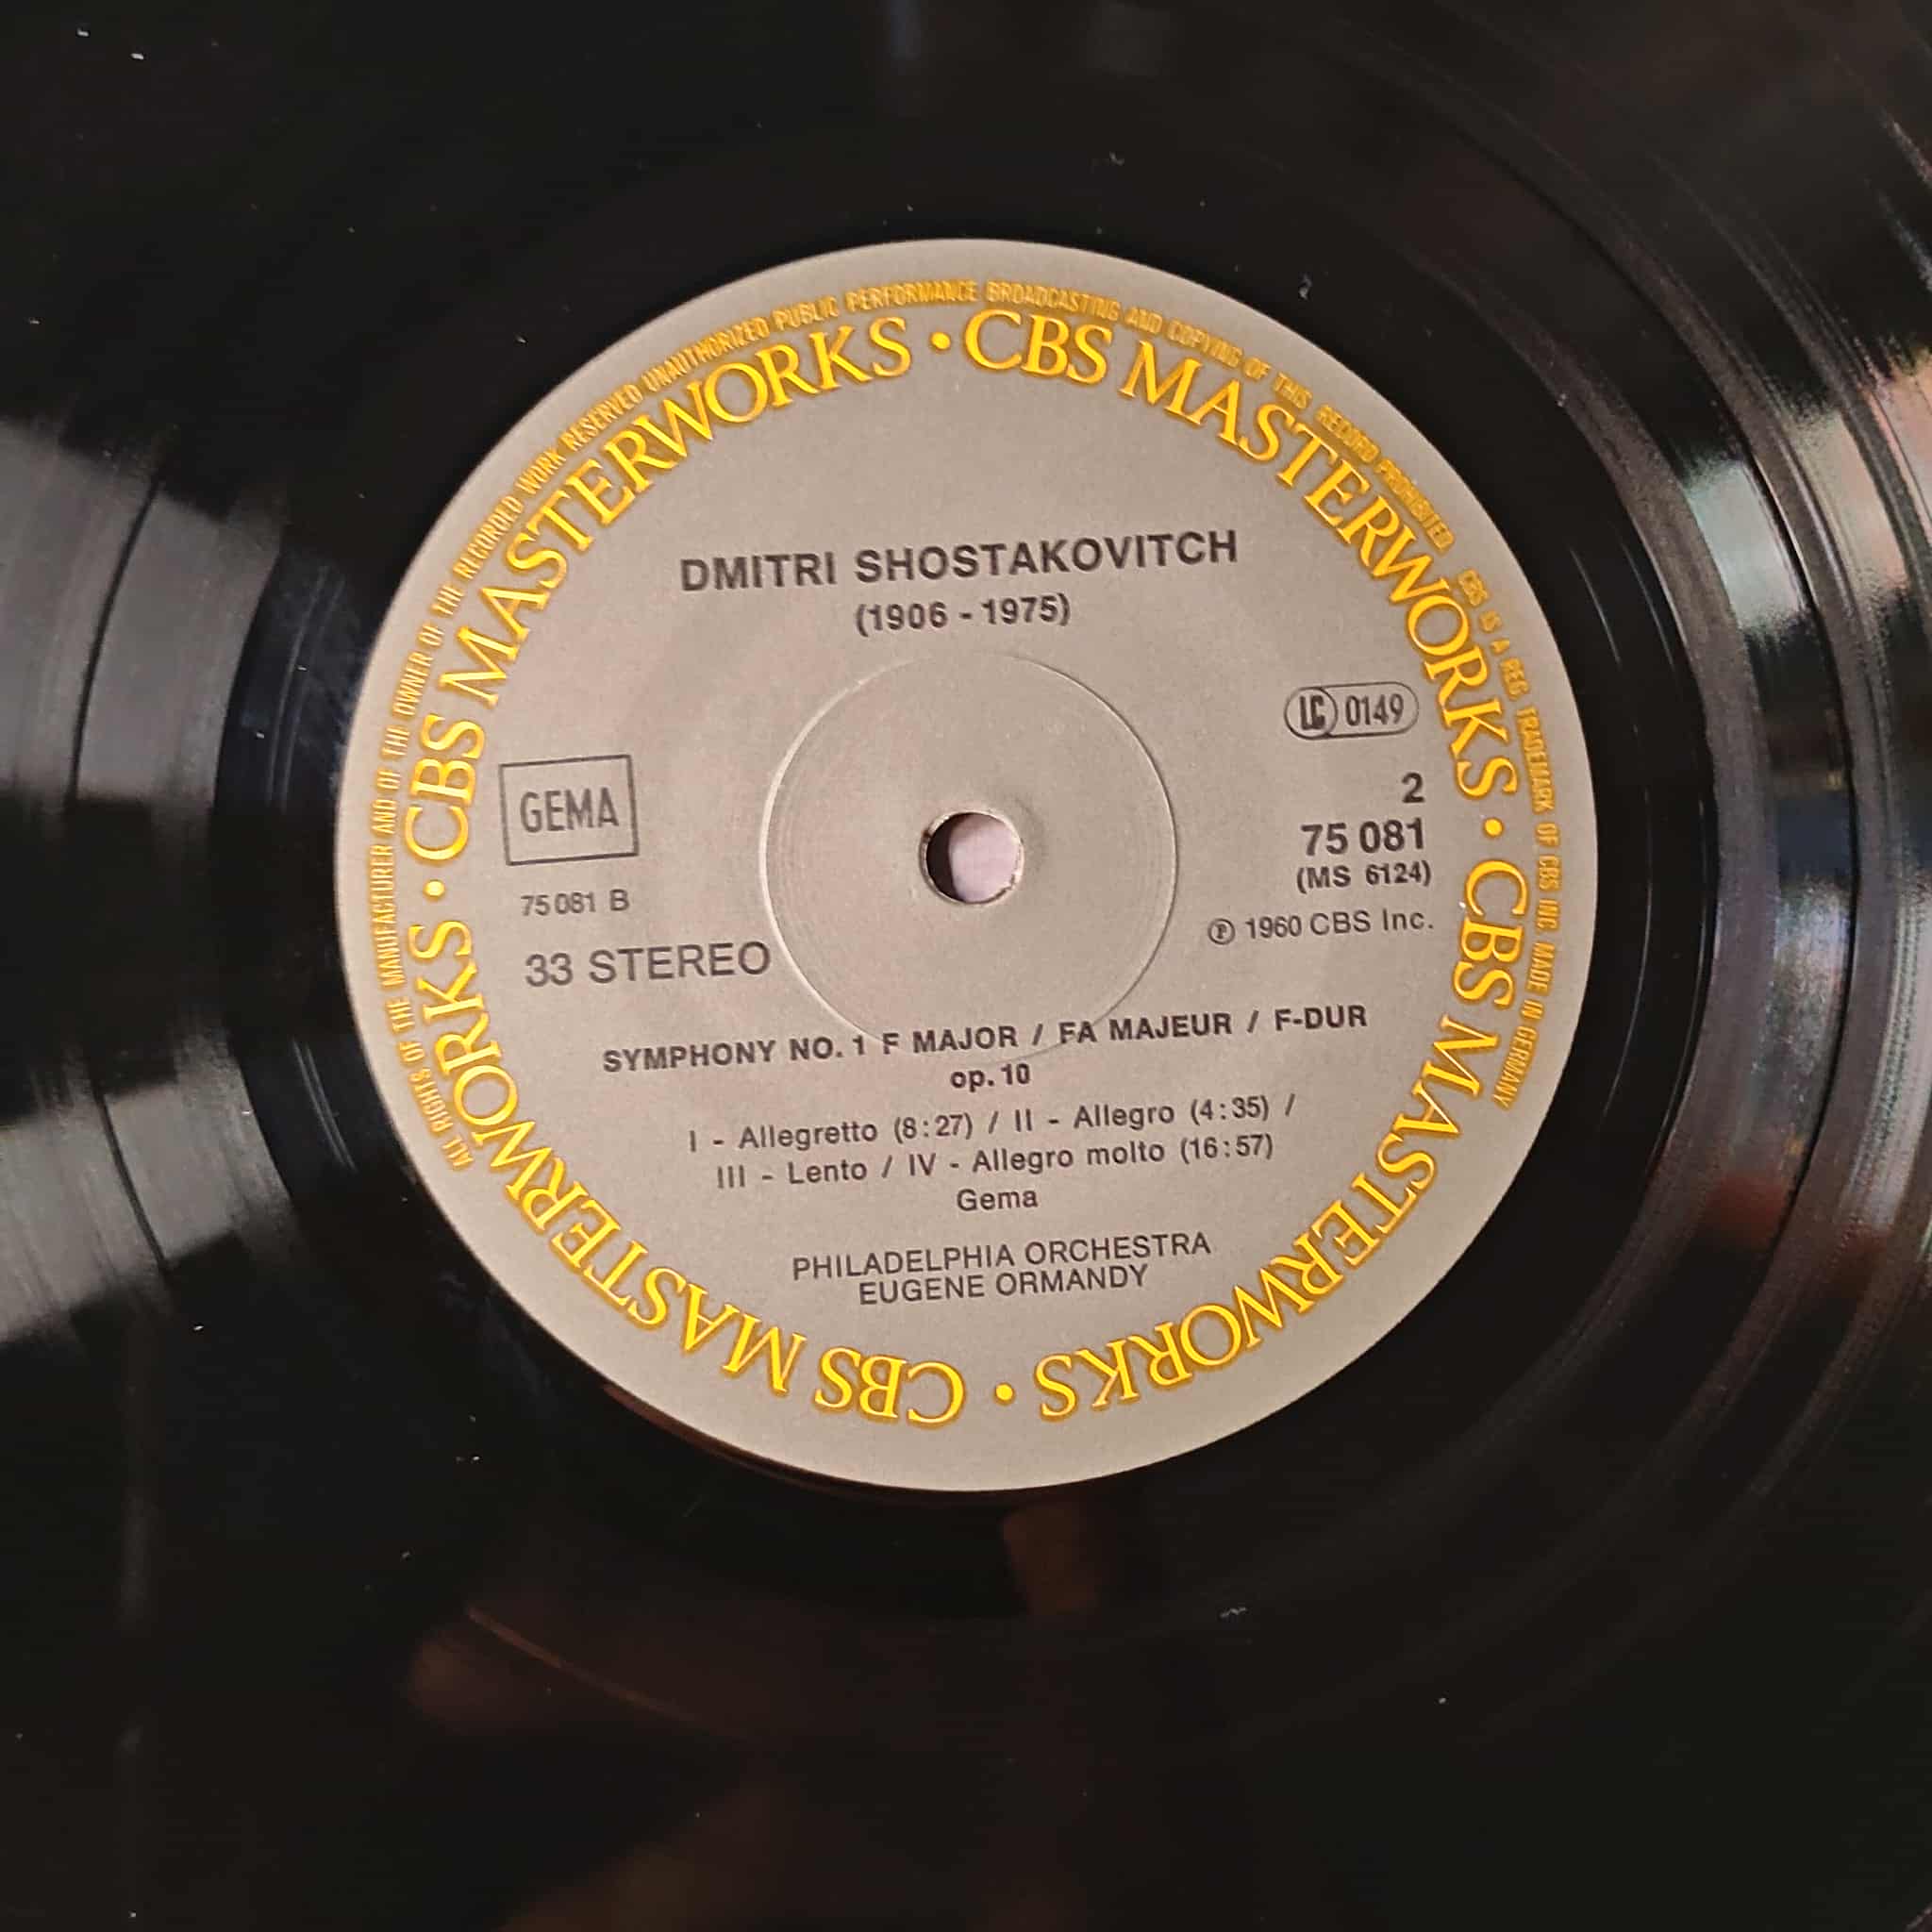 ALL RIGHTS OF THE MANUFACTURER AND OF THE OWNER OF THE RECORDED WORK RESERVED UNAUTHORIZED PUBLIC PERFORMANCE BROADCASTING AND COPYING OF THIS RECORD PROHIBITED
CBS IS A REG TRADEMARK OF CBS INC MADE IN GERMANY
CBS MASTERWORKS • CBS MASTERWORKS • CBS MASTERWORKS • CBS MASTERWORKS •
DMITRI SHOSTAKOVITCH
(1906 - 1975)
LC 0149
GEMA
2
75 081
(MS 6124)
75 081 B
℗ 1960 CBS Inc.
33 STEREO
SYMPHONY NO. 1 F MAJOR / FA MAJEUR / F-DUR
op. 10
I - Allegretto (8:27) / II - Allegro (4:35) /
III - Lento / IV - Allegro molto (16:57)
Gema
PHILADELPHIA ORCHESTRA
EUGENE ORMANDY